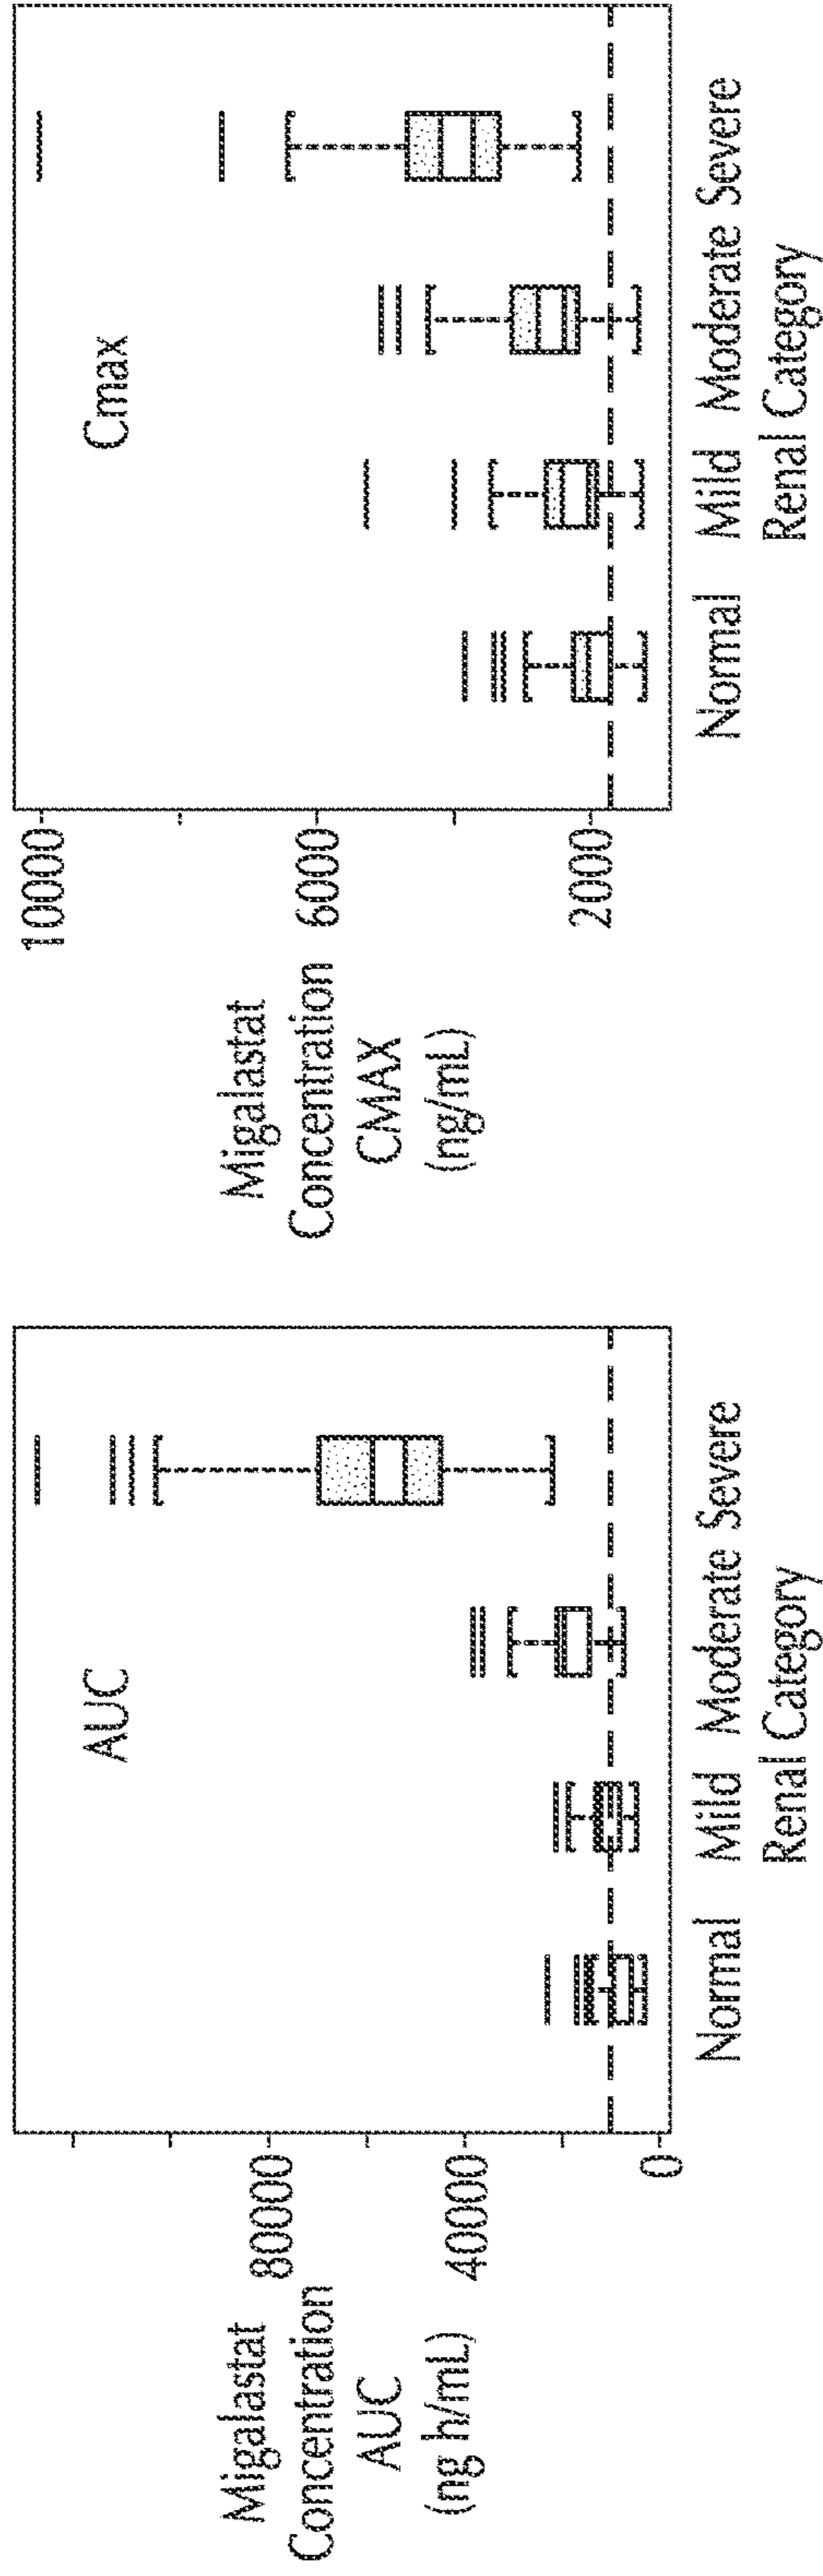 Migalastat
Concentration
AUC
(ng h/mL)
80000
40000
0
AUC
Normal Mild Moderate Severe
Renal Category
Migalastat
Concentration
CMAX
(ng/mL)
10000
6000
2000
Cmax
Normal Mild Moderate Severe
Renal Category